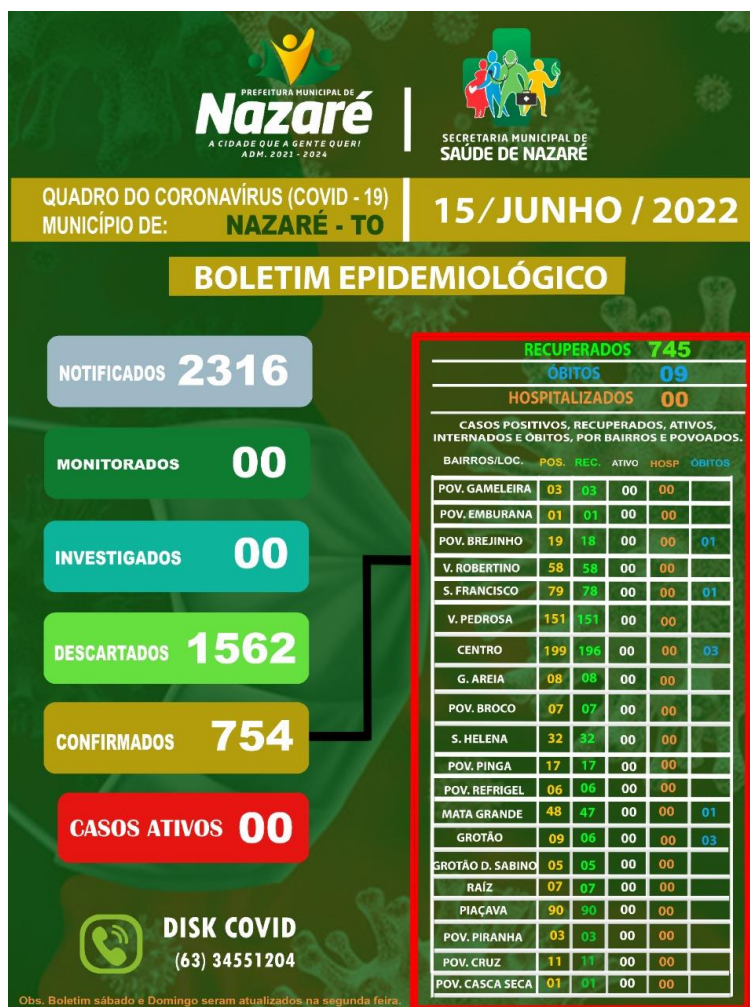 PREFEITURA MUNICIPAL DE
Nazaré
A CIDADE QUE A GENTE QUER!
ADM. 2021 - 2024
SECRETARIA MUNICIPAL DE
SAÚDE DE NAZARÉ
QUADRO DO CORONAVÍRUS (COVID - 19)
MUNICÍPIO DE: NAZARÉ - TO
15/JUNHO / 2022
BOLETIM EPIDEMIOLÓGICO
NOTIFICADOS 2316
MONITORADOS 00
INVESTIGADOS 00
DESCARTADOS 1562
CONFIRMADOS 754
CASOS ATIVOS 00
DISK COVID
(63) 34551204
RECUPERADOS 745
ÓBITOS 09
HOSPITALIZADOS 00
CASOS POSITIVOS, RECUPERADOS, ATIVOS,
INTERNADOS E ÓBITOS, POR BAIRROS E POVOADOS.
BAIRROS/LOC. POS. REC. ATIVO HOSP ÓBITOS
POV. GAMELEIRA 03 03 00 00
POV. EMBURANA 01 01 00 00
POV. BREJINHO 19 18 00 00 01
V. ROBERTINO 58 58 00 00
S. FRANCISCO 79 78 00 00 01
V. PEDROSA 151 151 00 00
CENTRO 199 196 00 00 03
G. AREIA 08 08 00 00
POV. BROCO 07 07 00 00
S. HELENA 32 32 00 00
POV. PINGA 17 17 00 00
POV. REFRIGEL 06 06 00 00
MATA GRANDE 48 47 00 00 01
GROTÃO 09 06 00 00 03
GROTÃO D. SABINO 05 05 00 00
RAÍZ 07 07 00 00
PIAÇAVA 90 90 00 00
POV. PIRANHA 03 03 00 00
POV. CRUZ 11 11 00 00
POV. CASCA SECA 01 01 00 00
Obs. Boletim sábado e Domingo seram atualizados na segunda feira.